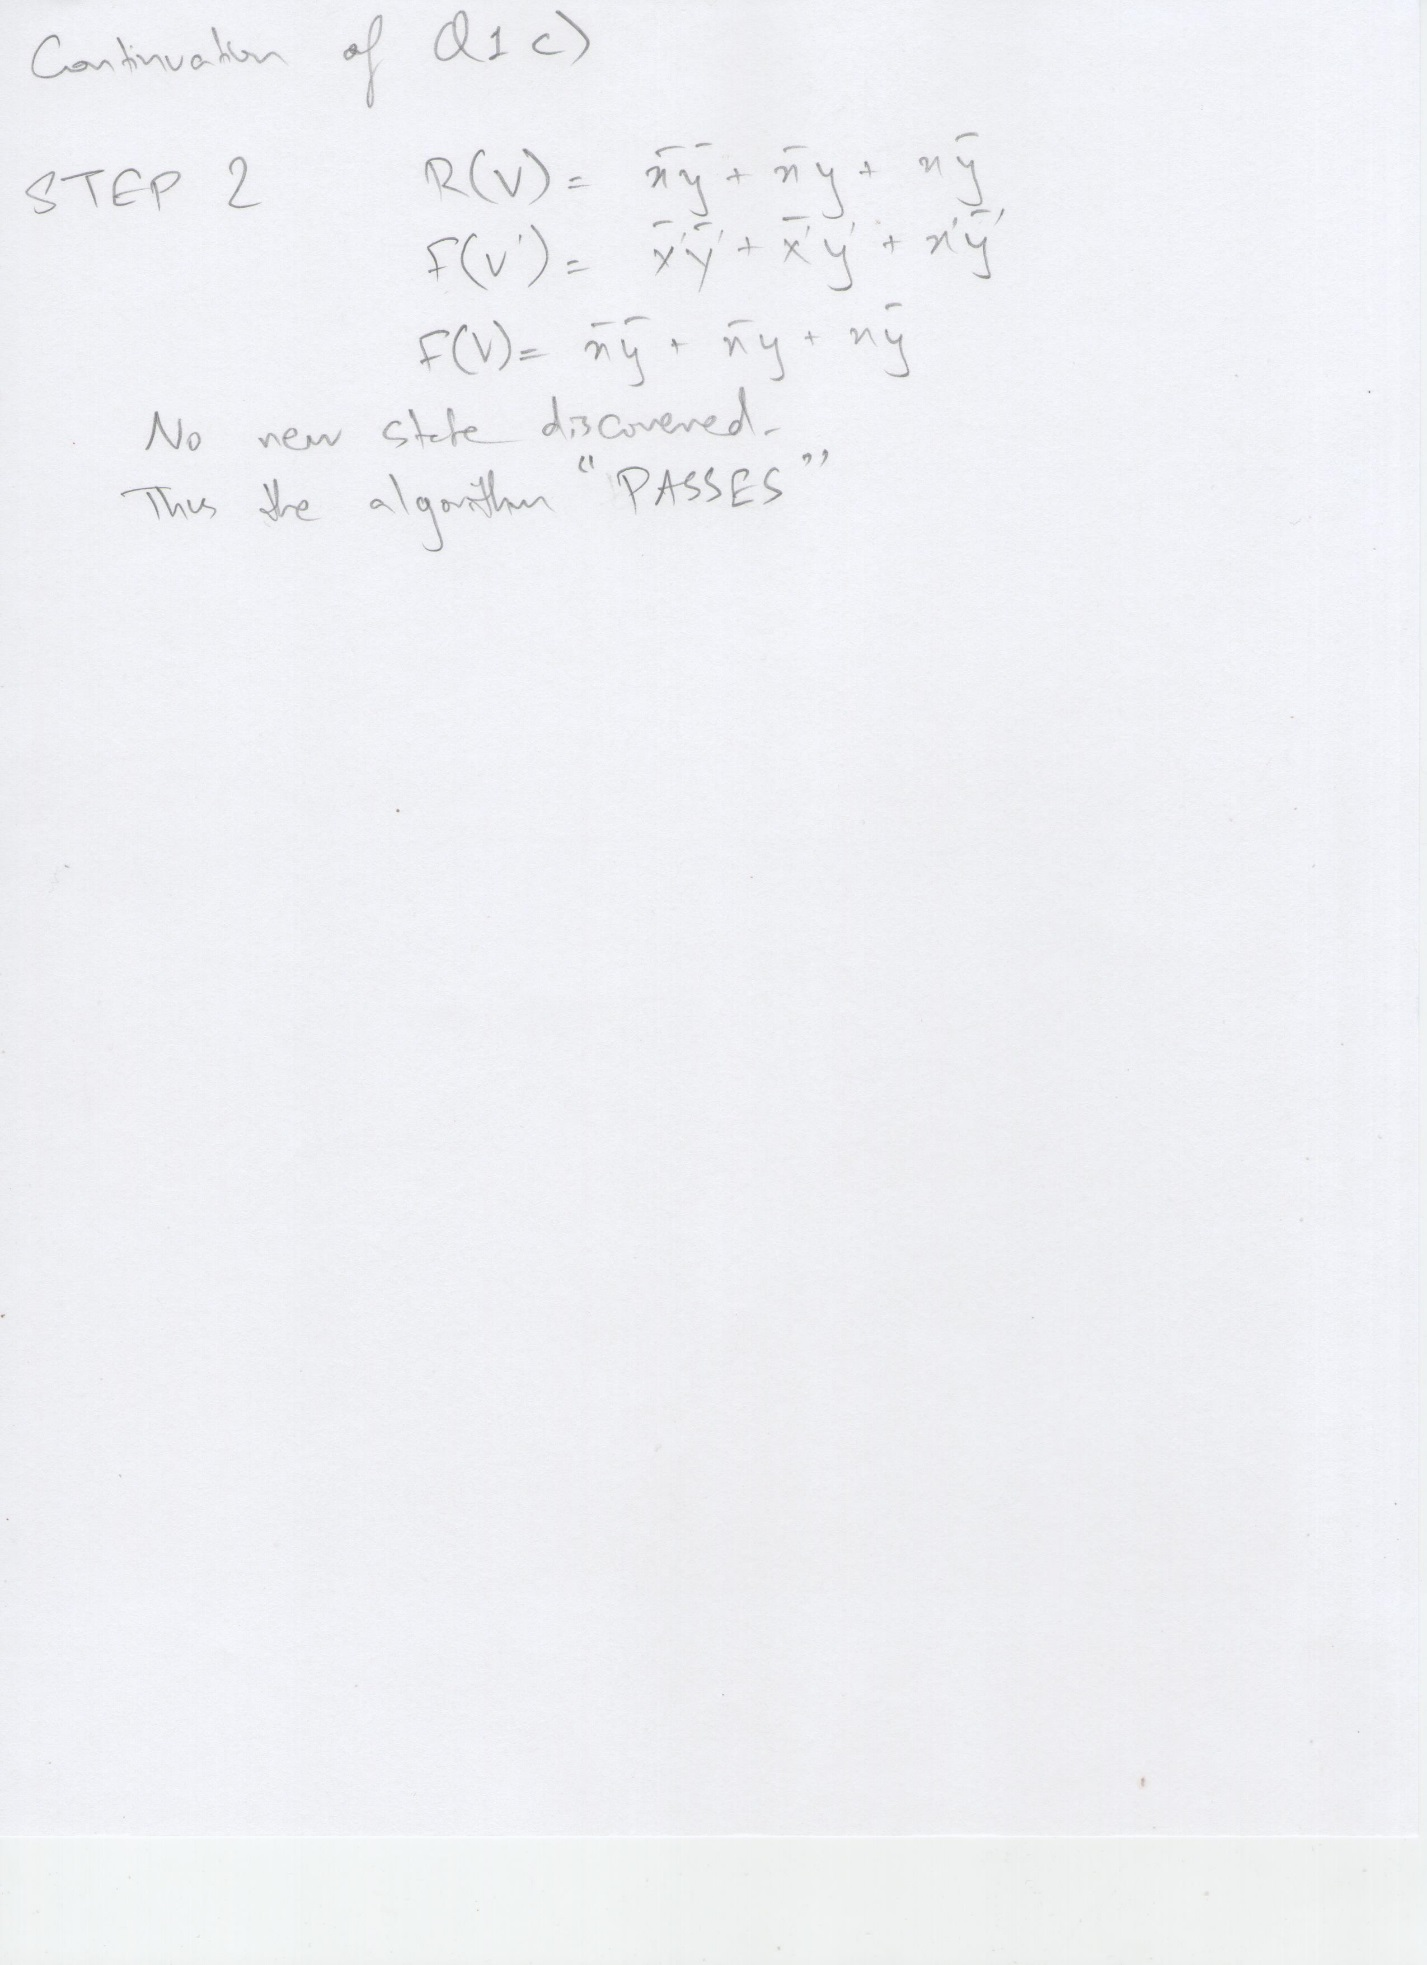 Continuation of Q1 c)
STEP 2 R(V) = x̄ȳ + x̄y + xȳ
F(V') = x̄'ȳ' + x̄'y' + x'ȳ'
F(V) = x̄ȳ + x̄y + xȳ
No new state discovered.
Thus the algorithm "PASSES"